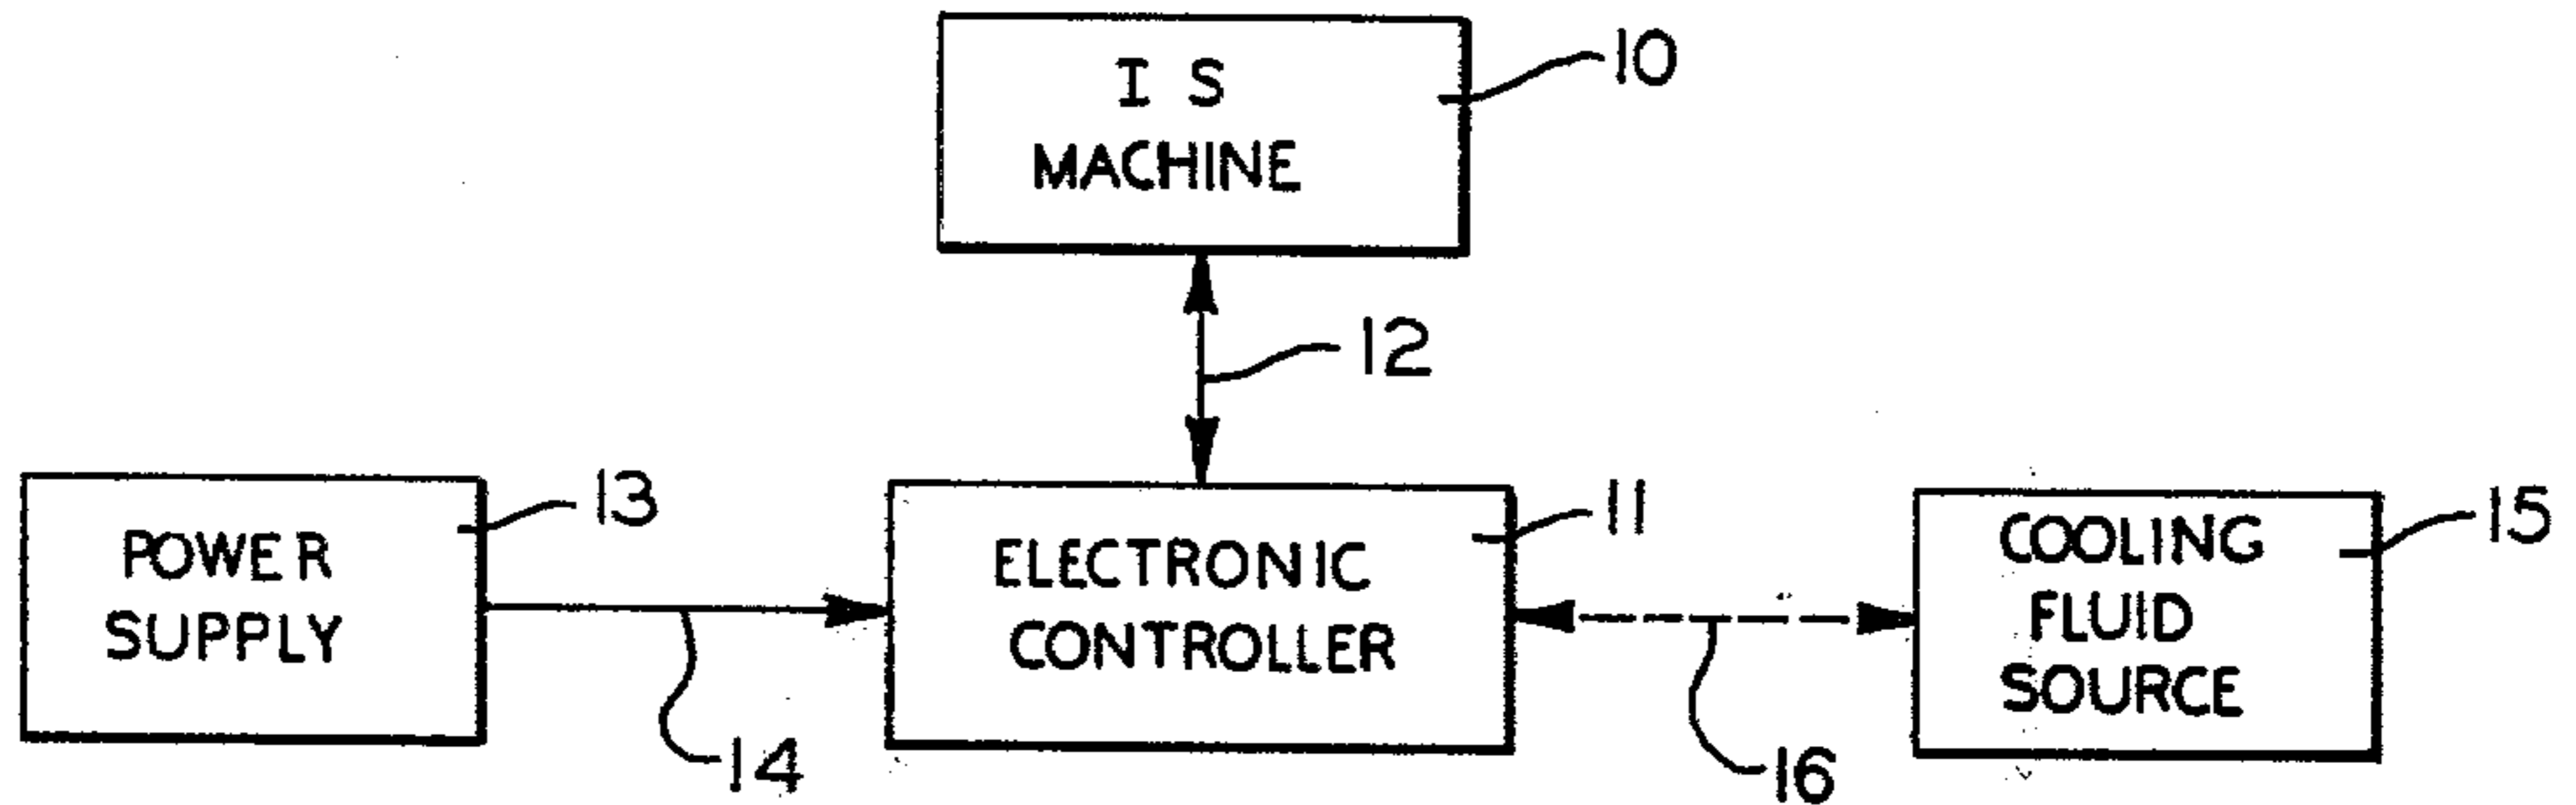 I S
MACHINE
10
12
POWER
SUPPLY
13
14
ELECTRONIC
CONTROLLER
11
16
COOLING
FLUID
SOURCE
15